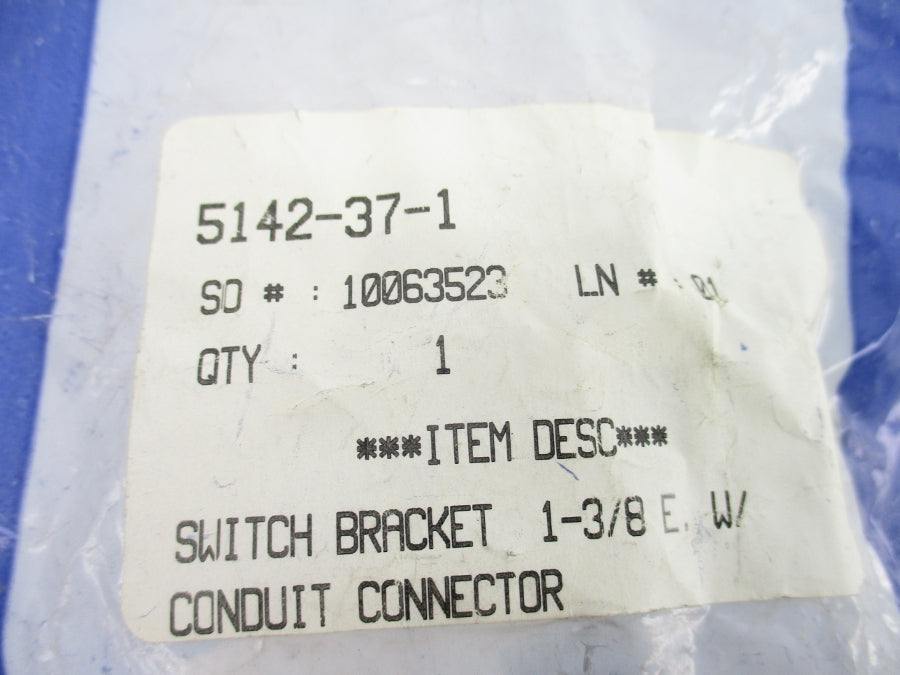 5142-37-1
SO # : 10063523 LN # : 01
QTY : 1
***ITEM DESC***
SWITCH BRACKET 1-3/8 E. W/
CONDUIT CONNECTOR